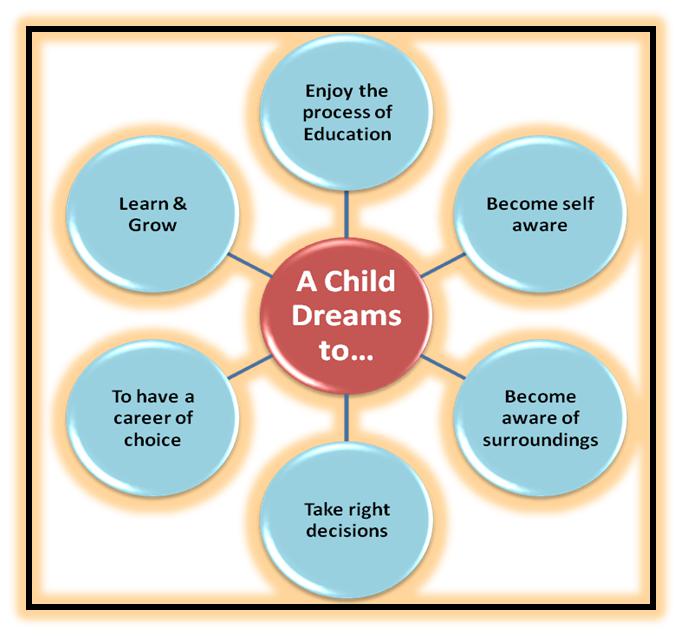 A Child
Dreams
to...
Enjoy the
process of
Education
Become self
aware
Become
aware of
surroundings
Take right
decisions
To have a
career of
choice
Learn &
Grow